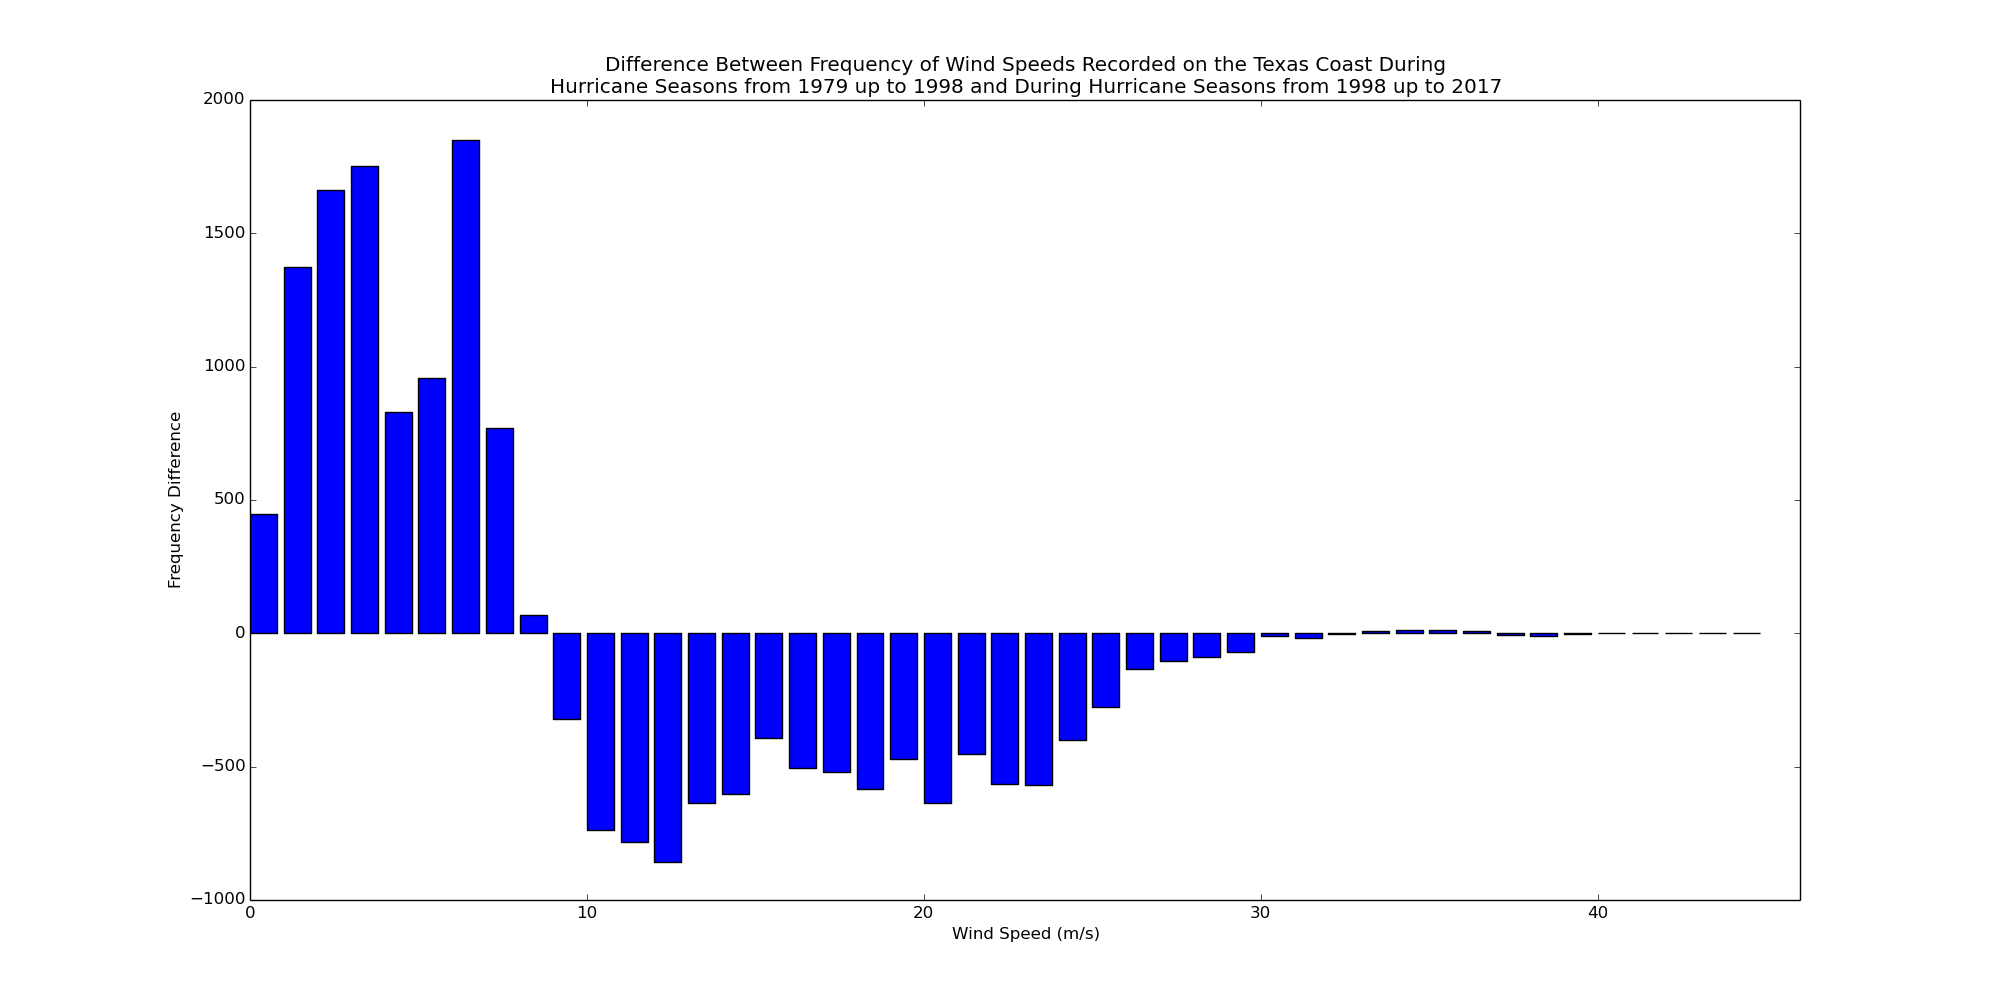 Difference Between Frequency of Wind Speeds Recorded on the Texas Coast During
Hurricane Seasons from 1979 up to 1998 and During Hurricane Seasons from 1998 up to 2017
2000
1500
1000
500
0
−500
−1000
Frequency Difference
0 10 20 30 40
Wind Speed (m/s)